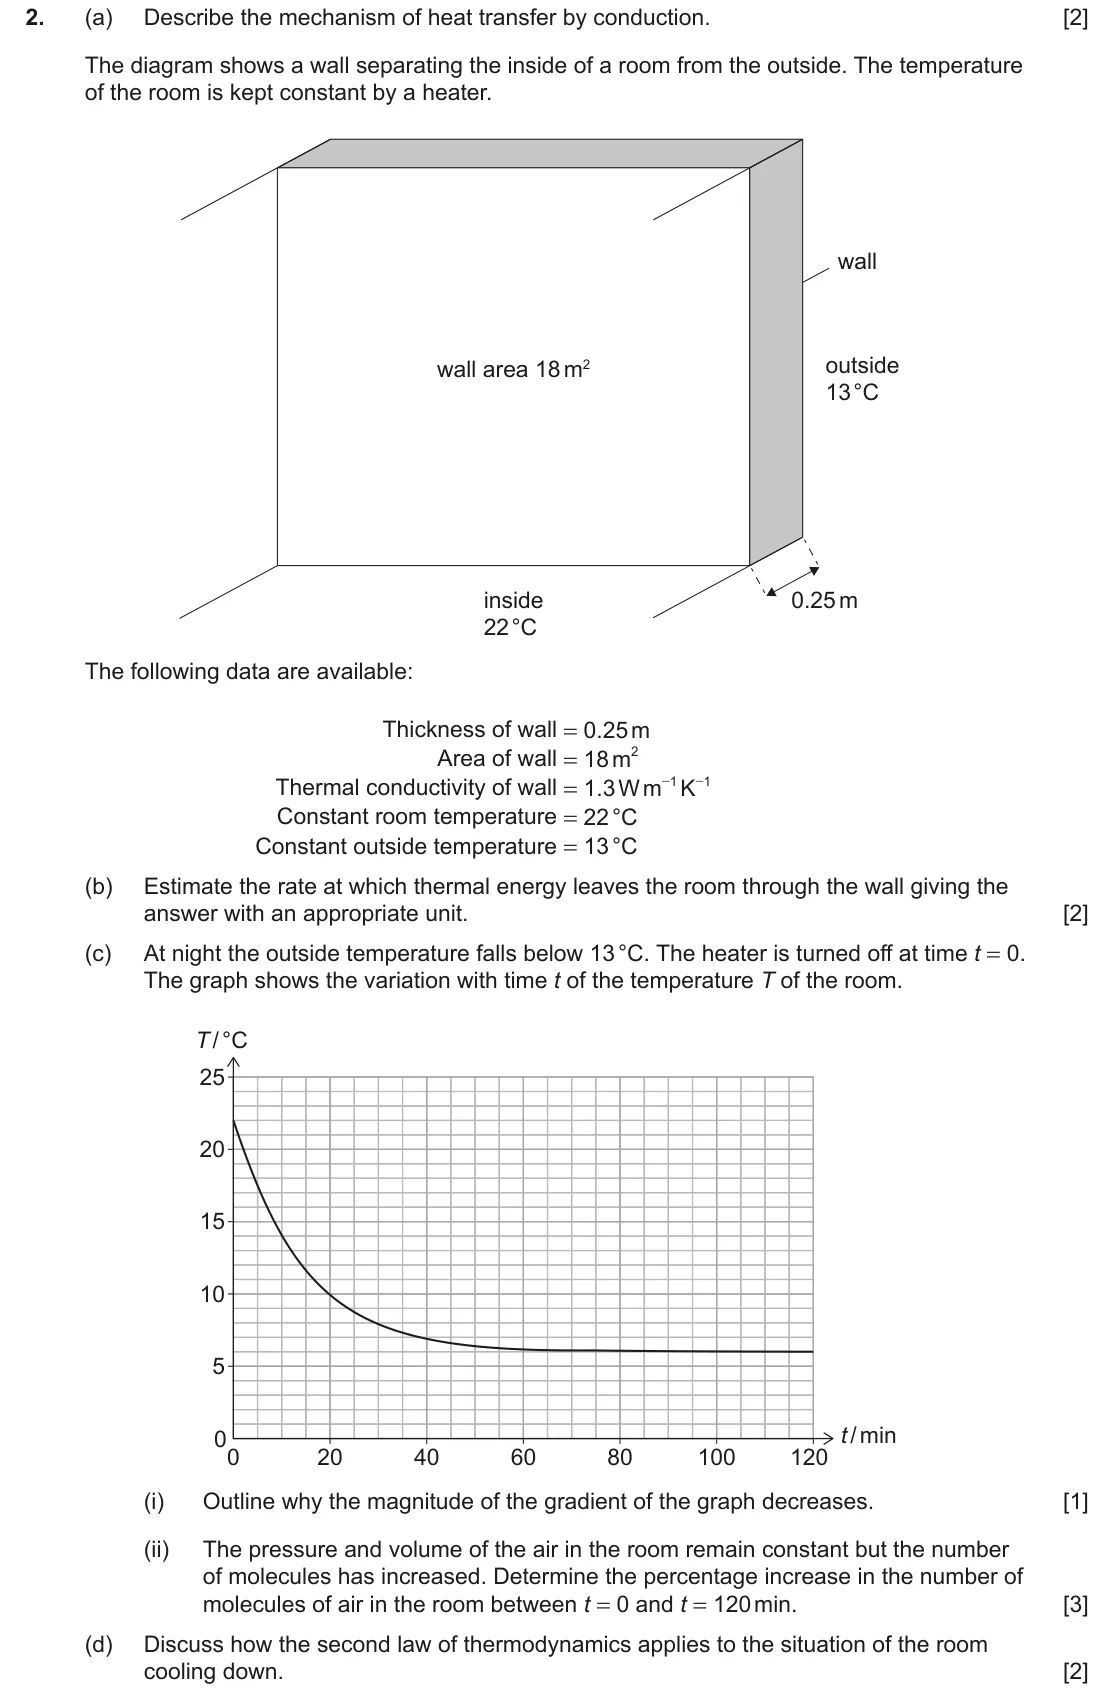 2. (a) Describe the mechanism of heat transfer by conduction. [2]
The diagram shows a wall separating the inside of a room from the outside. The temperature
of the room is kept constant by a heater.
wall
wall area 18 m²
outside
13 °C
inside
22 °C
0.25 m
The following data are available:
Thickness of wall = 0.25 m
Area of wall = 18 m²
Thermal conductivity of wall = 1.3 W m⁻¹ K⁻¹
Constant room temperature = 22 °C
Constant outside temperature = 13 °C
(b) Estimate the rate at which thermal energy leaves the room through the wall giving the
answer with an appropriate unit. [2]
(c) At night the outside temperature falls below 13 °C. The heater is turned off at time t = 0.
The graph shows the variation with time t of the temperature T of the room.
T / °C
25
20
15
10
5
0
0 20 40 60 80 100 120
t / min
(i) Outline why the magnitude of the gradient of the graph decreases. [1]
(ii) The pressure and volume of the air in the room remain constant but the number
of molecules has increased. Determine the percentage increase in the number of
molecules of air in the room between t = 0 and t = 120 min. [3]
(d) Discuss how the second law of thermodynamics applies to the situation of the room
cooling down. [2]